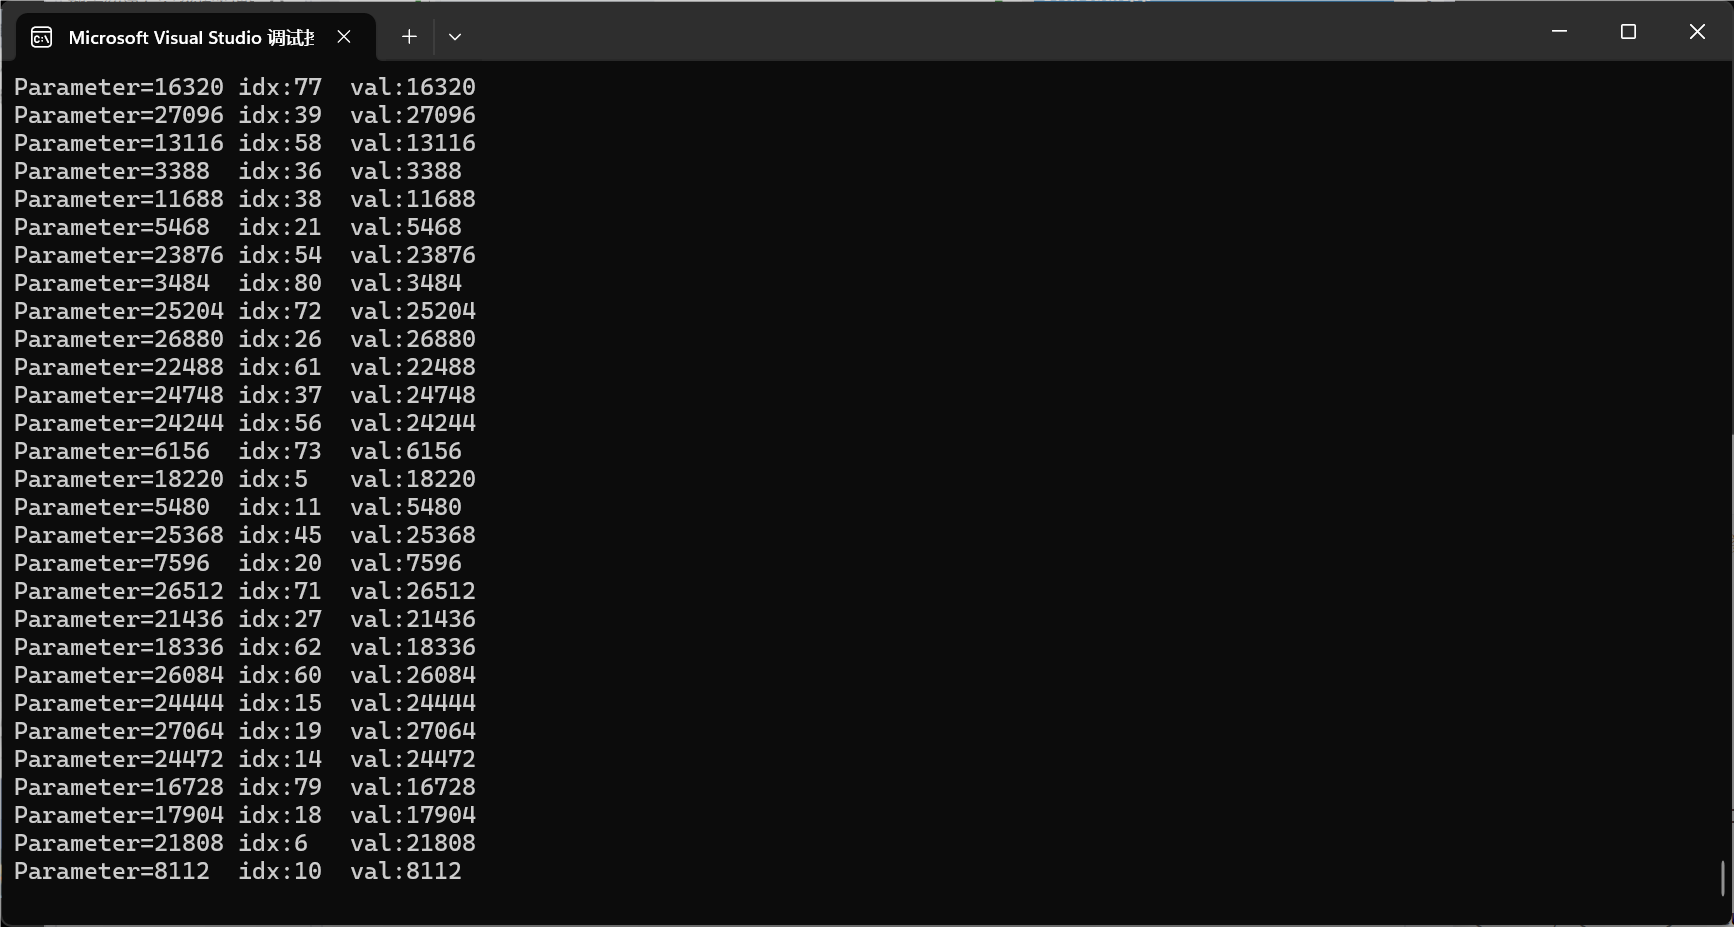 Microsoft Visual Studio 调试
Parameter=16320 idx:77  val:16320
Parameter=27096 idx:39  val:27096
Parameter=13116 idx:58  val:13116
Parameter=3388  idx:36  val:3388
Parameter=11688 idx:38  val:11688
Parameter=5468  idx:21  val:5468
Parameter=23876 idx:54  val:23876
Parameter=3484  idx:80  val:3484
Parameter=25204 idx:72  val:25204
Parameter=26880 idx:26  val:26880
Parameter=22488 idx:61  val:22488
Parameter=24748 idx:37  val:24748
Parameter=24244 idx:56  val:24244
Parameter=6156  idx:73  val:6156
Parameter=18220 idx:5   val:18220
Parameter=5480  idx:11  val:5480
Parameter=25368 idx:45  val:25368
Parameter=7596  idx:20  val:7596
Parameter=26512 idx:71  val:26512
Parameter=21436 idx:27  val:21436
Parameter=18336 idx:62  val:18336
Parameter=26084 idx:60  val:26084
Parameter=24444 idx:15  val:24444
Parameter=27064 idx:19  val:27064
Parameter=24472 idx:14  val:24472
Parameter=16728 idx:79  val:16728
Parameter=17904 idx:18  val:17904
Parameter=21808 idx:6   val:21808
Parameter=8112  idx:10  val:8112